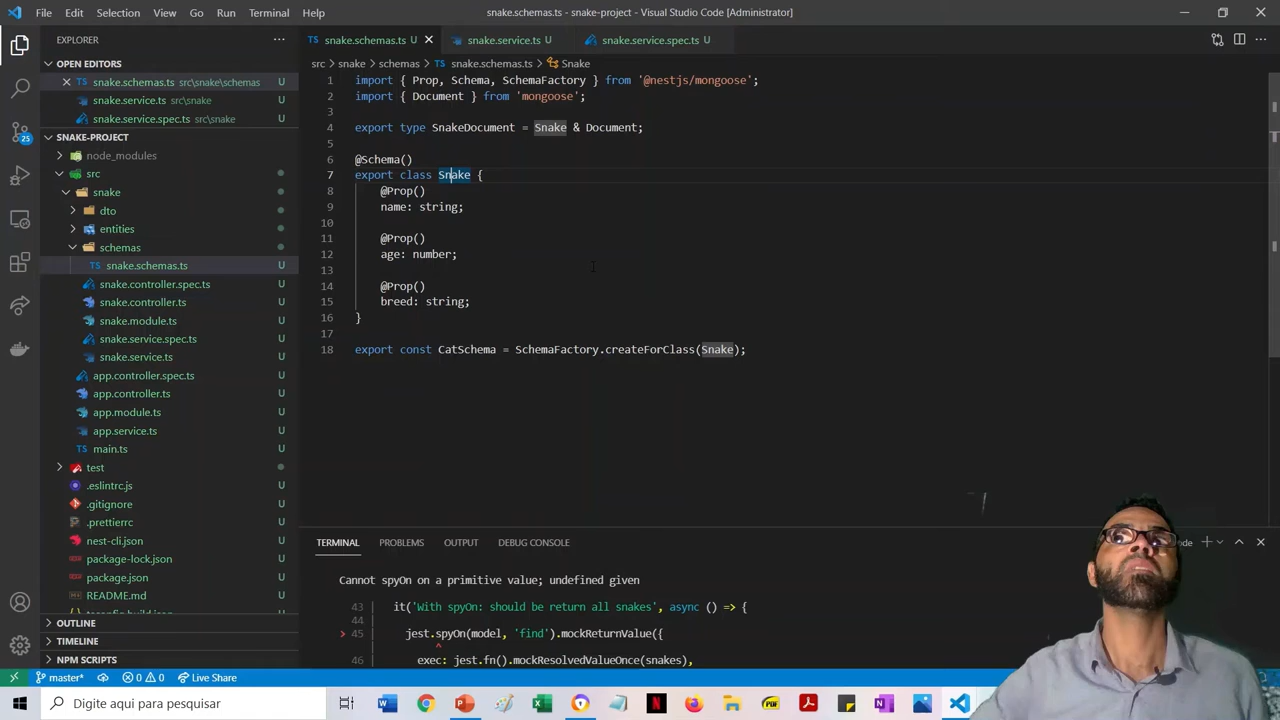 File Edit Selection View Go Run Terminal Help
snake.schemas.ts - snake-project - Visual Studio Code [Administrator]
EXPLORER
OPEN EDITORS
snake.schemas.ts src\snake\schemas U
snake.service.ts src\snake U
snake.service.spec.ts src\snake U
SNAKE-PROJECT
node_modules
src
snake
dto
entities
schemas
TS snake.schemas.ts U
snake.controller.spec.ts U
snake.controller.ts U
snake.module.ts U
snake.service.spec.ts U
snake.service.ts U
app.controller.spec.ts U
app.controller.ts U
app.module.ts U
app.service.ts U
TS main.ts U
test
.eslintrc.js U
.gitignore U
.prettierrc U
nest-cli.json U
package-lock.json U
package.json U
README.md U
OUTLINE
TIMELINE
NPM SCRIPTS
25
TS snake.schemas.ts U
snake.service.ts U
snake.service.spec.ts U
src > snake > schemas > TS snake.schemas.ts > Snake
1 import { Prop, Schema, SchemaFactory } from '@nestjs/mongoose';
2 import { Document } from 'mongoose';
3
4 export type SnakeDocument = Snake & Document;
5
6 @Schema()
7 export class Snake {
8 @Prop()
9 name: string;
10
11 @Prop()
12 age: number;
13
14 @Prop()
15 breed: string;
16 }
17
18 export const CatSchema = SchemaFactory.createForClass(Snake);
TERMINAL PROBLEMS OUTPUT DEBUG CONSOLE
Cannot spyOn on a primitive value; undefined given
43 | it('With spyOn: should be return all snakes', async () => {
> 45 | jest.spyOn(model, 'find').mockReturnValue({
| ^
46 | exec: jest.fn().mockResolvedValueOnce(snakes),
master* 0 0 Live Share
Digite aqui para pesquisar